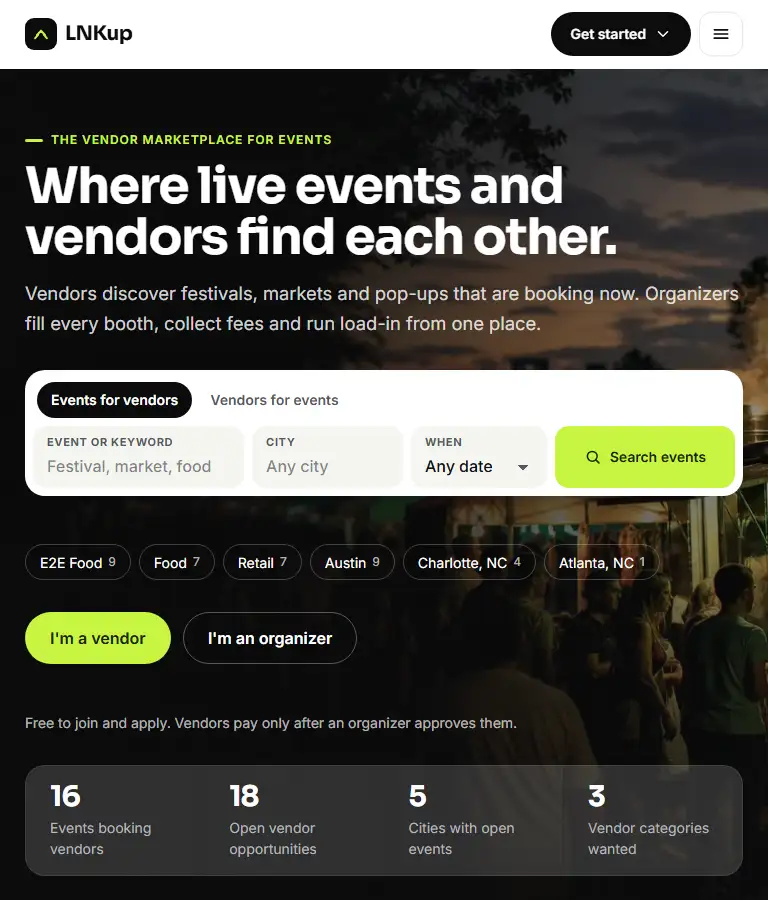 LNKup
Get started
THE VENDOR MARKETPLACE FOR EVENTS
Where live events and
vendors find each other.
Vendors discover festivals, markets and pop-ups that are booking now. Organizers
fill every booth, collect fees and run load-in from one place.
Events for vendors
Vendors for events
EVENT OR KEYWORD
Festival, market, food
CITY
Any city
WHEN
Any date
Search events
E2E Food 9
Food 7
Retail 7
Austin 9
Charlotte, NC 4
Atlanta, NC 1
I'm a vendor
I'm an organizer
Free to join and apply. Vendors pay only after an organizer approves them.
16
Events booking
vendors
18
Open vendor
opportunities
5
Cities with open
events
3
Vendor categories
wanted